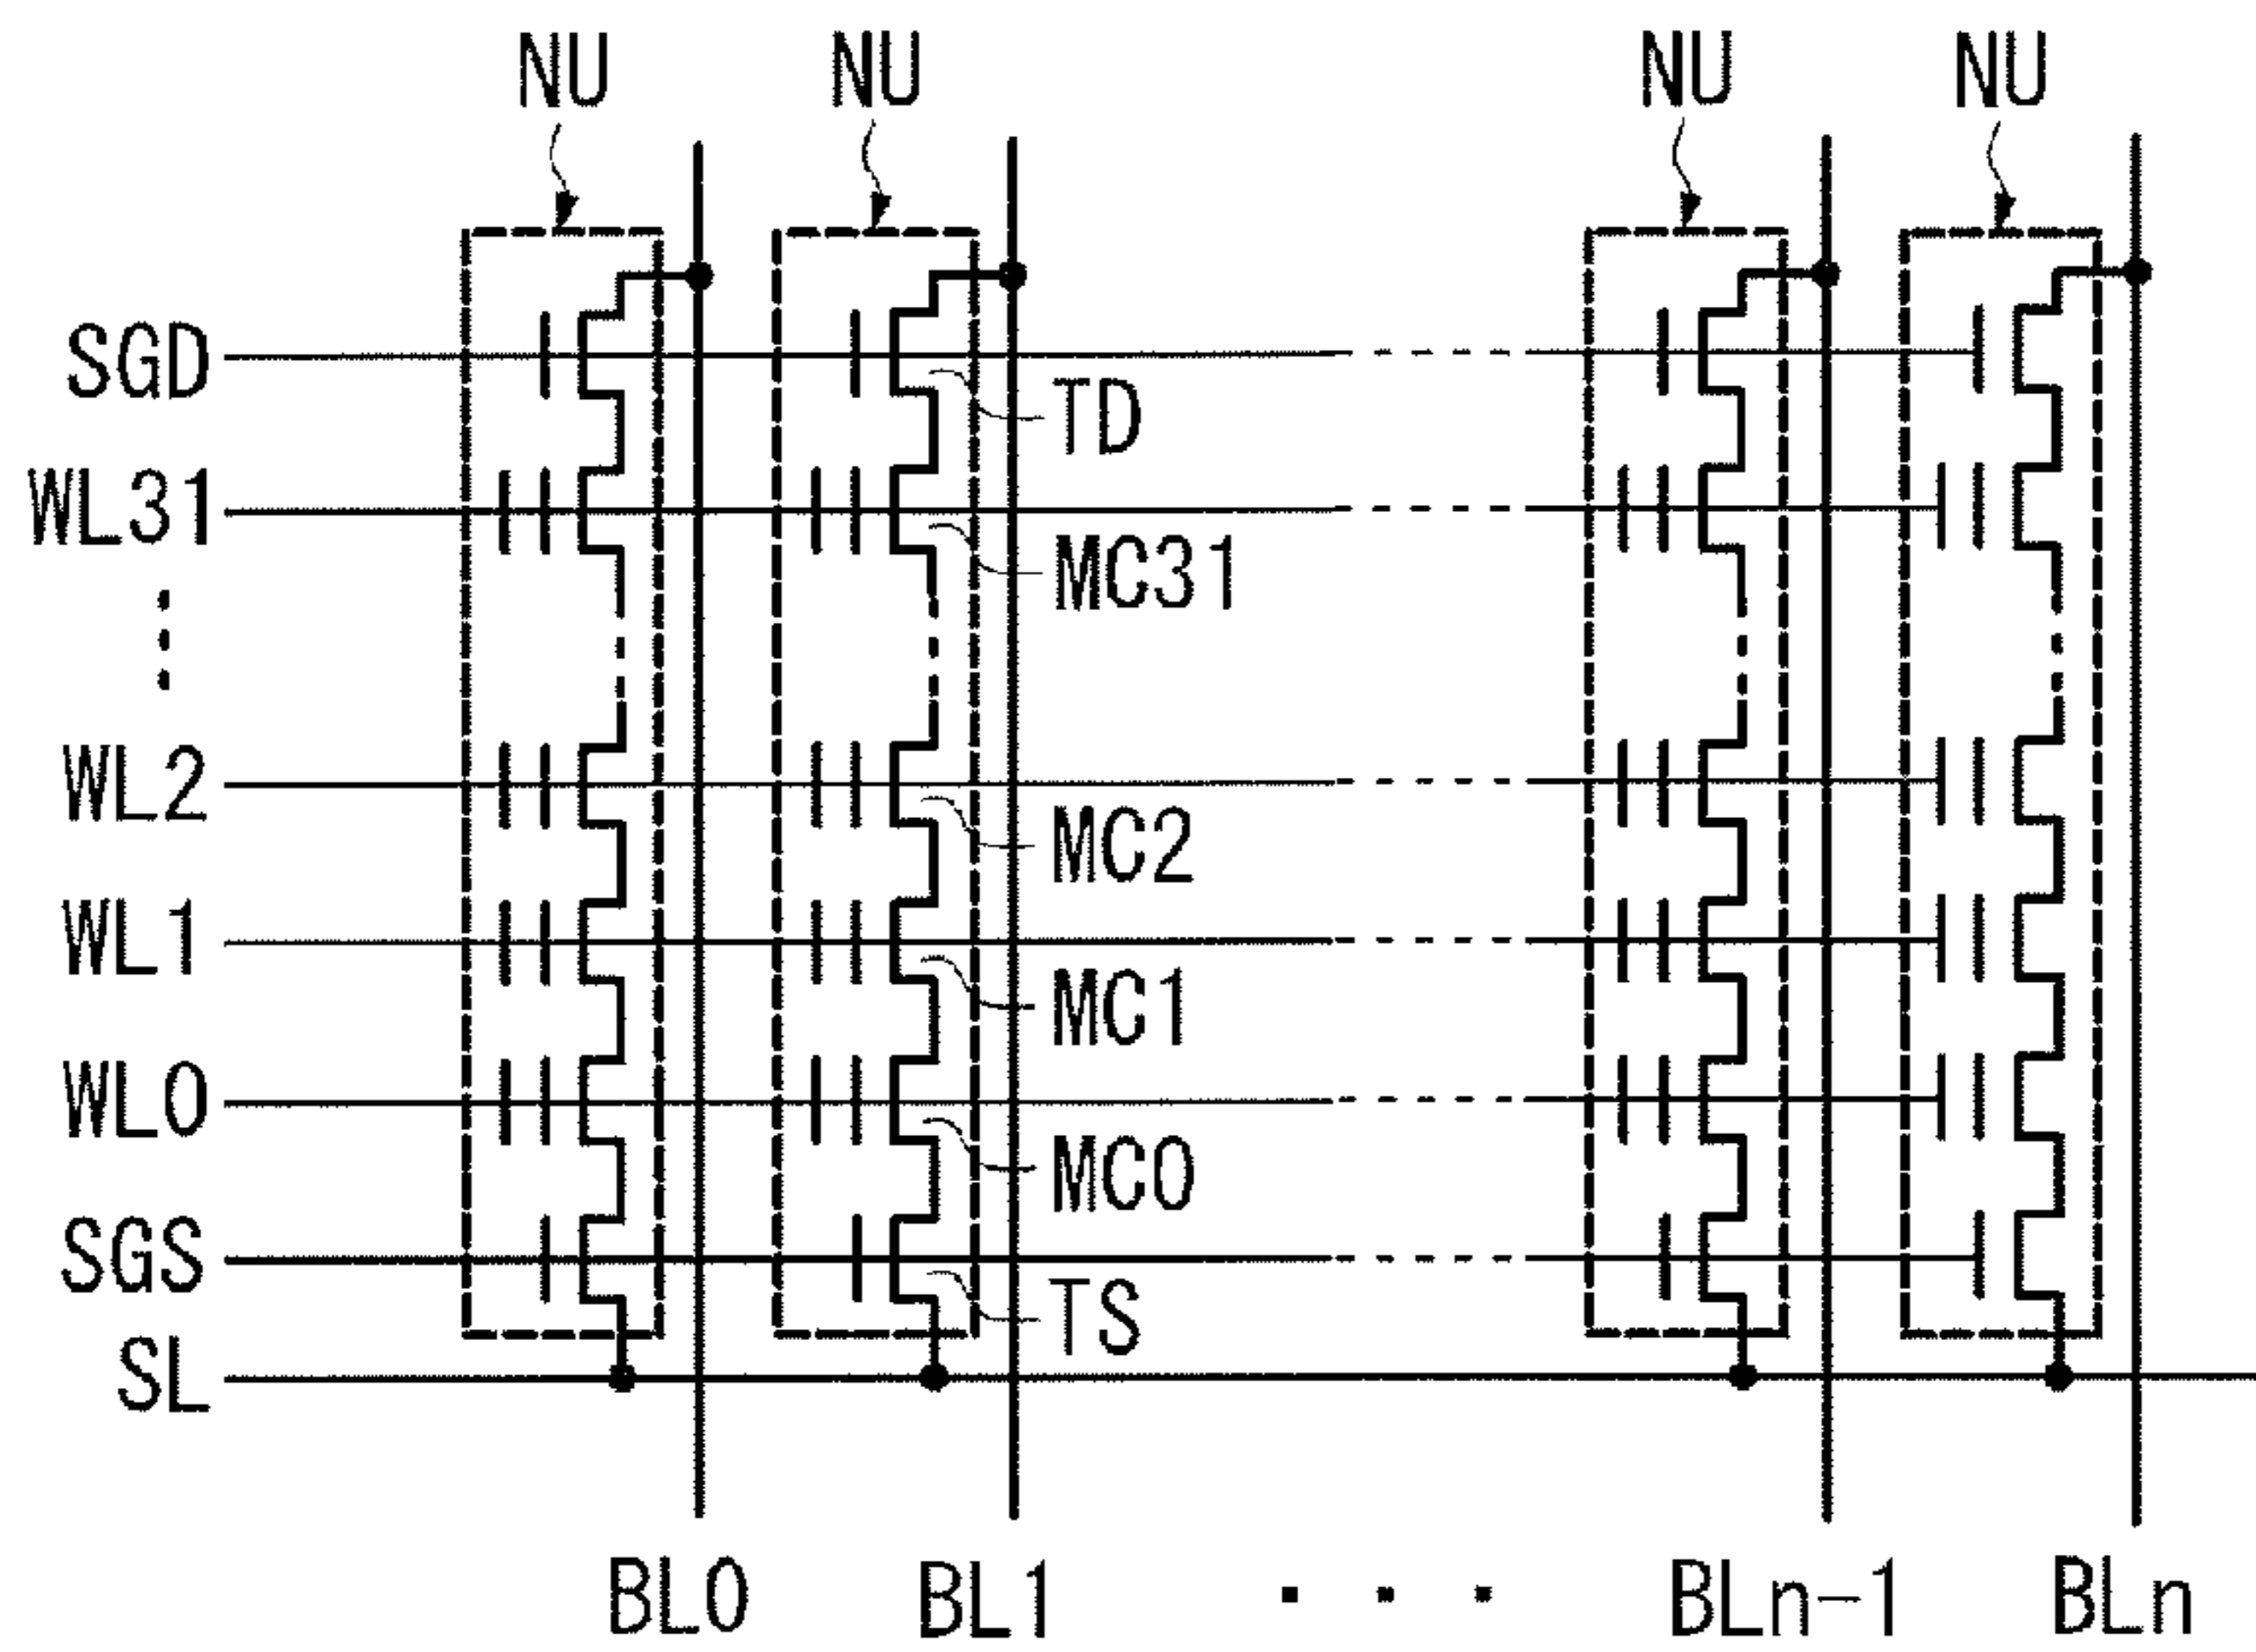 NU NU NU NU
SGD
TD
WL31
MC31
WL2
MC2
WL1
MC1
WL0
MC0
SGS
TS
SL
BL0 BL1 ... BLn-1 BLn